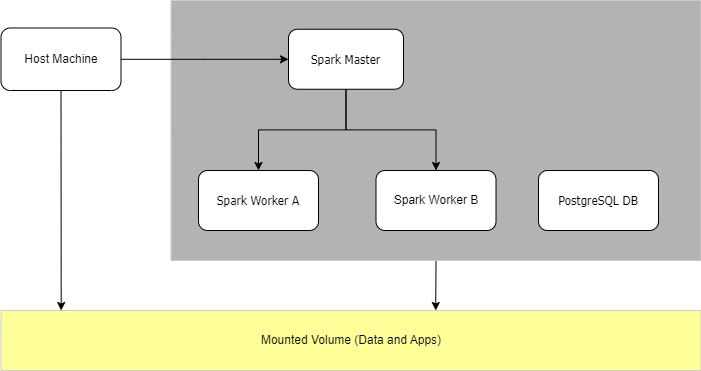 Host Machine
Spark Master
Spark Worker A
Spark Worker B
PostgreSQL DB
Mounted Volume (Data and Apps)